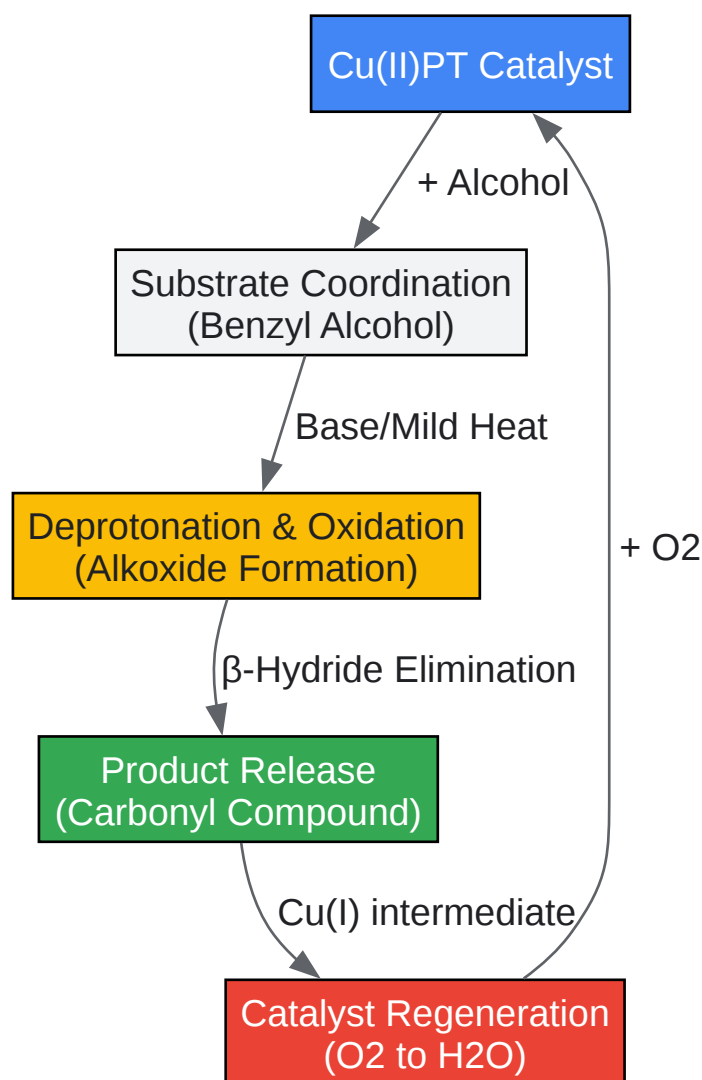 Cu(II)PT Catalyst
+ Alcohol
Substrate Coordination
(Benzyl Alcohol)
Base/Mild Heat
Deprotonation & Oxidation
(Alkoxide Formation)
+ O2
β-Hydride Elimination
Product Release
(Carbonyl Compound)
Cu(I) intermediate
Catalyst Regeneration
(O2 to H2O)